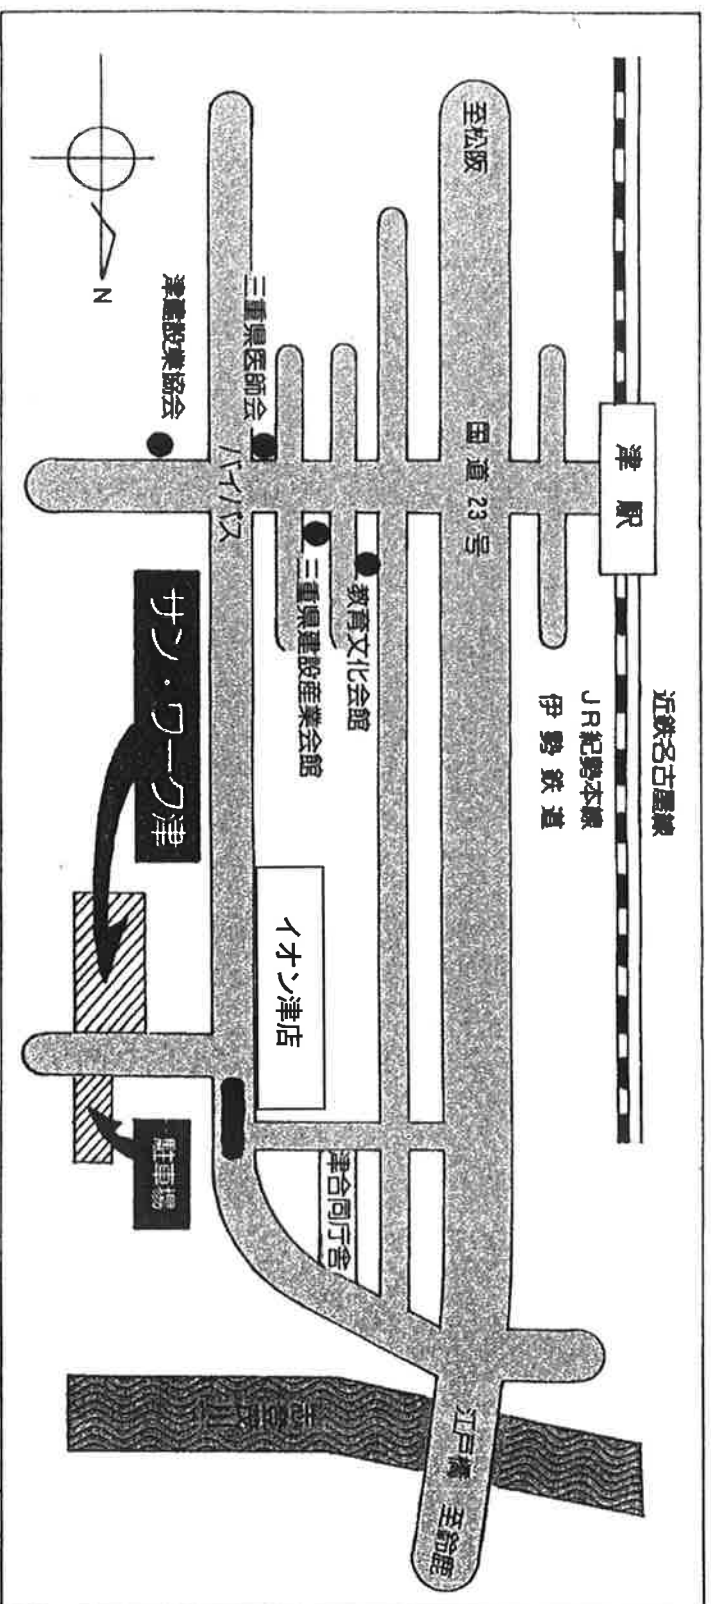 近鉄名古屋線
JR紀勢本線
伊勢鉄道
津駅
至松阪
国道23号
江戸橋
至鈴鹿
教育文化会館
三重県建設産業会館
三重県医師会
バイパス
津建設業協会
イオン津店
津合同庁舎
サン・ワーク津
駐車場
志登茂川
N